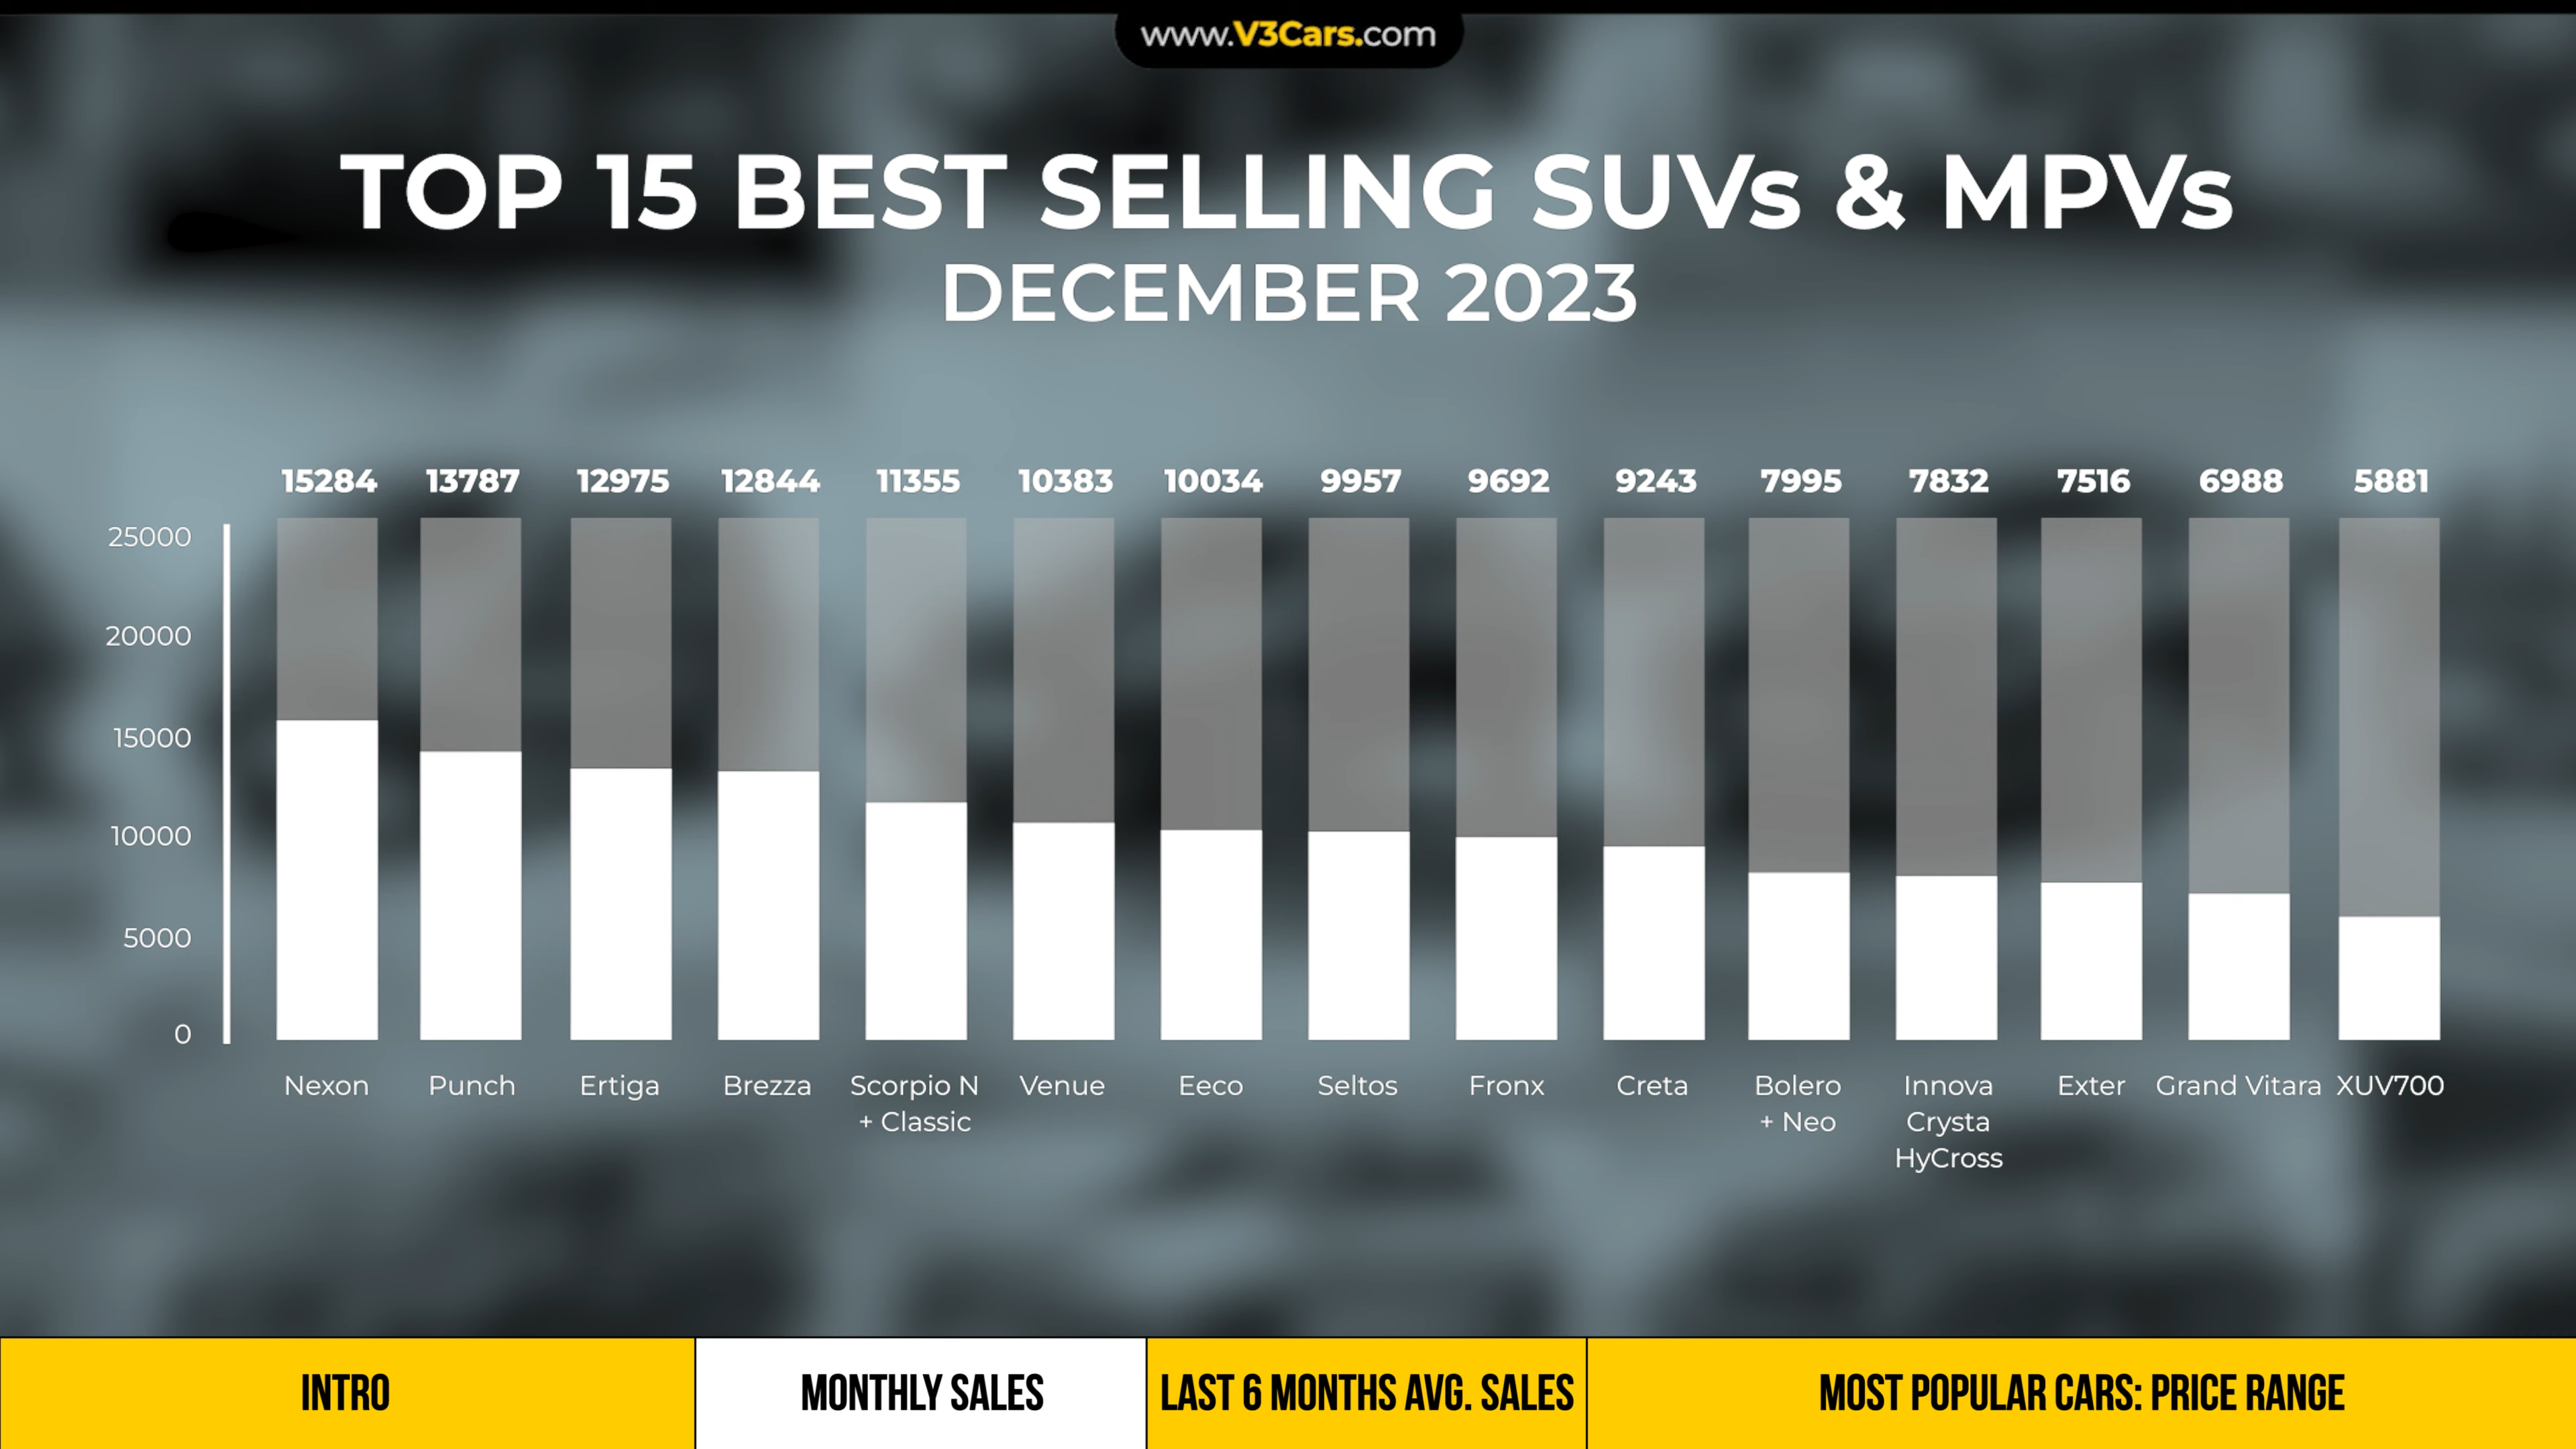 www.V3Cars.com
TOP 15 BEST SELLING SUVs & MPVs
DECEMBER 2023
15284 13787 12975 12844 11355 10383 10034 9957 9692 9243 7995 7832 7516 6988 5881
25000
20000
15000
10000
5000
0
Nexon Punch Ertiga Brezza Scorpio N Venue Eeco Seltos Fronx Creta Bolero Innova Exter Grand Vitara XUV700
+ Classic + Neo Crysta
HyCross
INTRO MONTHLY SALES LAST 6 MONTHS AVG. SALES MOST POPULAR CARS: PRICE RANGE